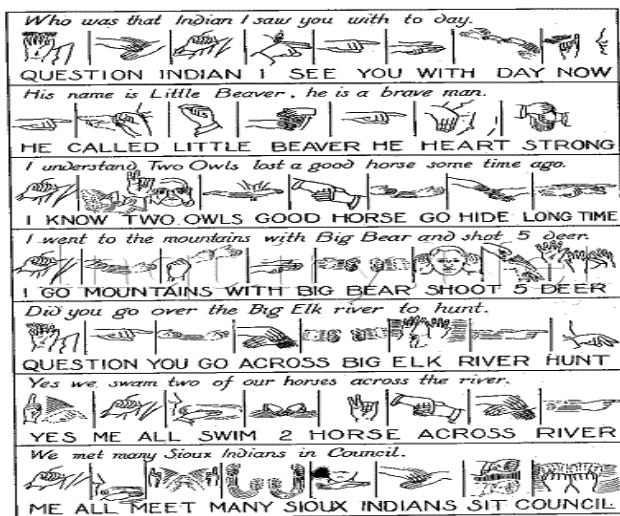 Who was that Indian I saw you with to day.
QUESTION INDIAN I SEE YOU WITH DAY NOW
His name is Little Beaver, he is a brave man.
HE CALLED LITTLE BEAVER HE HEART STRONG
I understand Two Owls lost a good horse some time ago.
I KNOW TWO OWLS GOOD HORSE GO HIDE LONG TIME
I went to the mountains with Big Bear and shot 5 deer.
I GO MOUNTAINS WITH BIG BEAR SHOOT 5 DEER
Did you go over the Big Elk river to hunt.
QUESTION YOU GO ACROSS BIG ELK RIVER HUNT
Yes we swam two of our horses across the river.
YES ME ALL SWIM 2 HORSE ACROSS RIVER
We met many Sioux Indians in Council.
ME ALL MEET MANY SIOUX INDIANS SIT COUNCIL